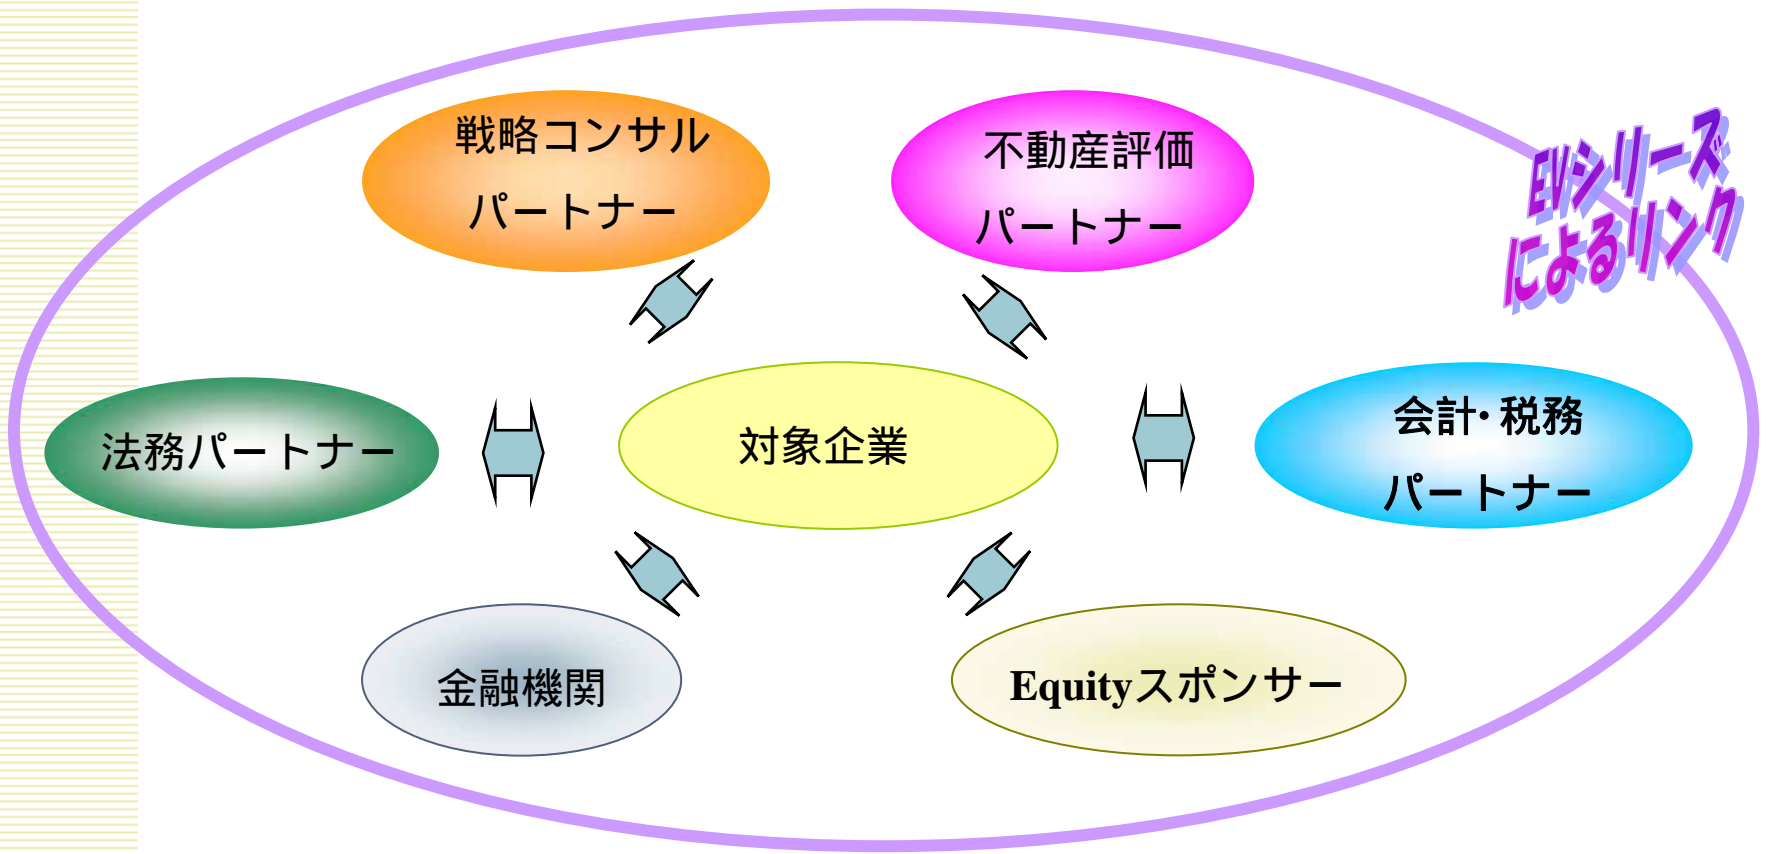 戦略コンサル
パートナー
不動産評価
パートナー
EVシリーズ
によるリンク
法務パートナー
対象企業
会計・税務
パートナー
金融機関
Equityスポンサー